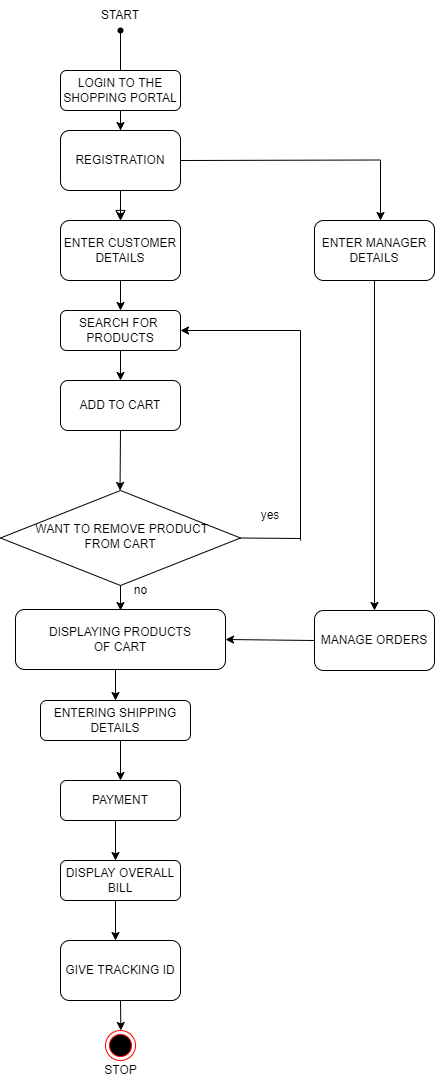 START
LOGIN TO THE
SHOPPING PORTAL
REGISTRATION
ENTER CUSTOMER
DETAILS
ENTER MANAGER
DETAILS
SEARCH FOR
PRODUCTS
ADD TO CART
yes
WANT TO REMOVE PRODUCT
FROM CART
no
DISPLAYING PRODUCTS
OF CART
MANAGE ORDERS
ENTERING SHIPPING
DETAILS
PAYMENT
DISPLAY OVERALL
BILL
GIVE TRACKING ID
STOP